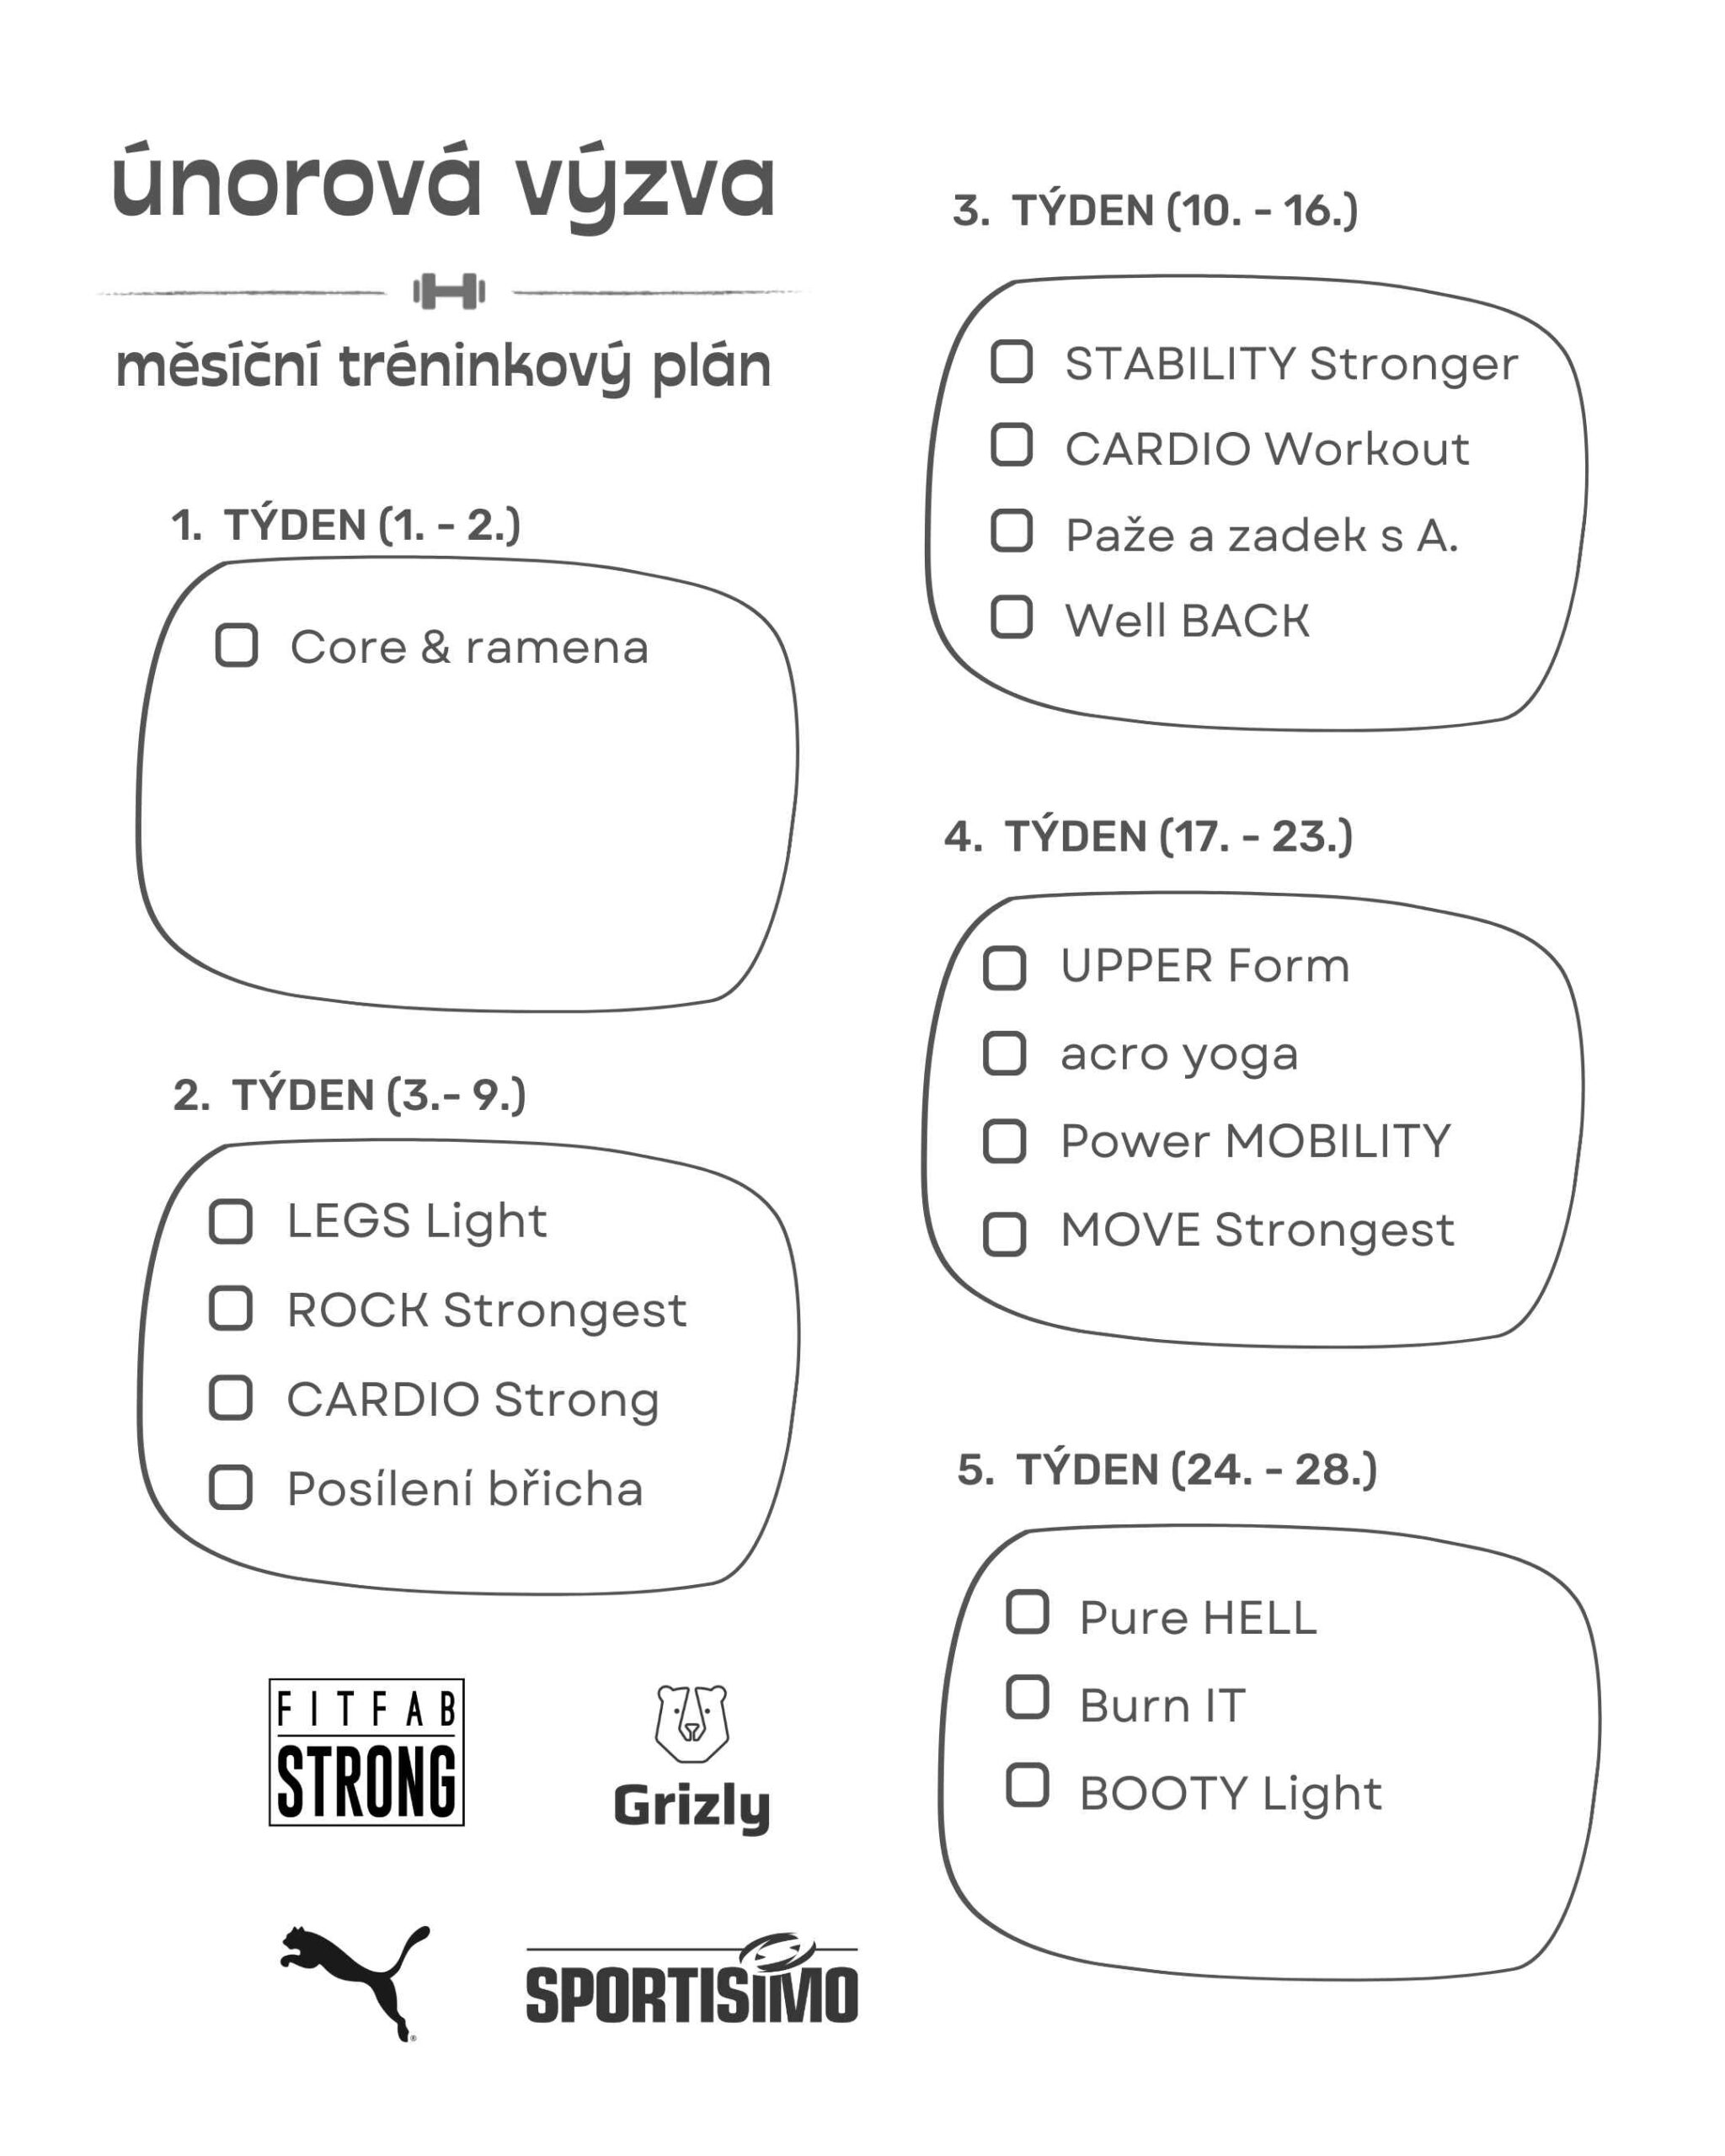 únorová výzva
měsíční tréninkový plán
1. TÝDEN (1. - 2.)
Core & ramena
2. TÝDEN (3.- 9.)
LEGS Light
ROCK Strongest
CARDIO Strong
Posílení břicha
FITFAB
STRONG
Grizly
SPORTISIMO
3. TÝDEN (10. - 16.)
STABILITY Stronger
CARDIO Workout
Paže a zadek s A.
Well BACK
4. TÝDEN (17. - 23.)
UPPER Form
acro yoga
Power MOBILITY
MOVE Strongest
5. TÝDEN (24. - 28.)
Pure HELL
Burn IT
BOOTY Light